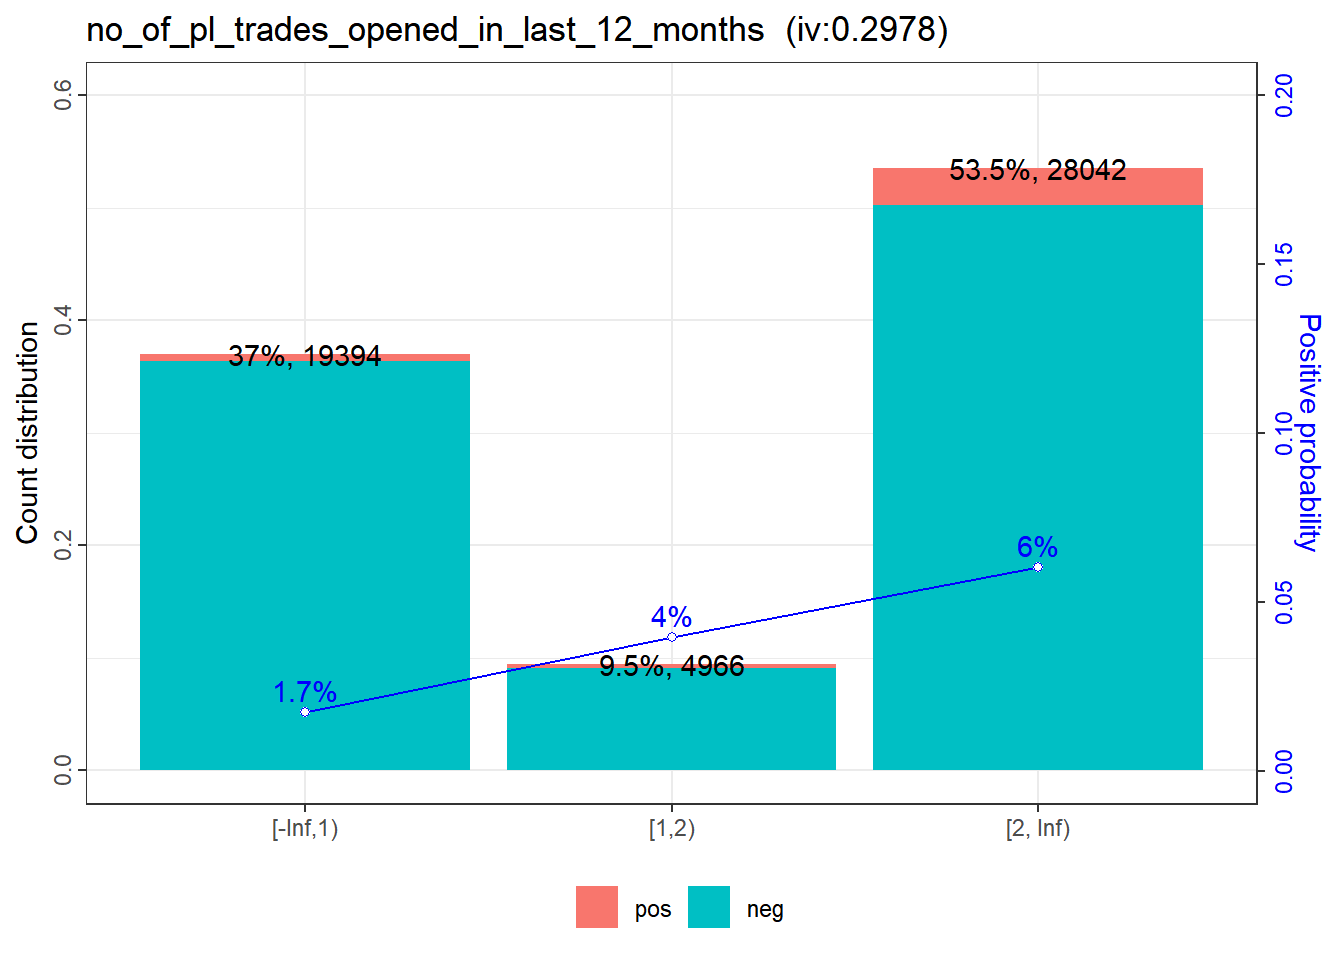 no_of_pl_trades_opened_in_last_12_months  (iv:0.2978)
0.6
0.4
0.2
0.0
Count distribution
53.5%, 28042
37%, 19394
9.5%, 4966
6%
4%
1.7%
0.20
0.15
0.10
0.05
0.00
Positive probability
[-Inf,1)
[1,2)
[2, Inf)
pos
neg